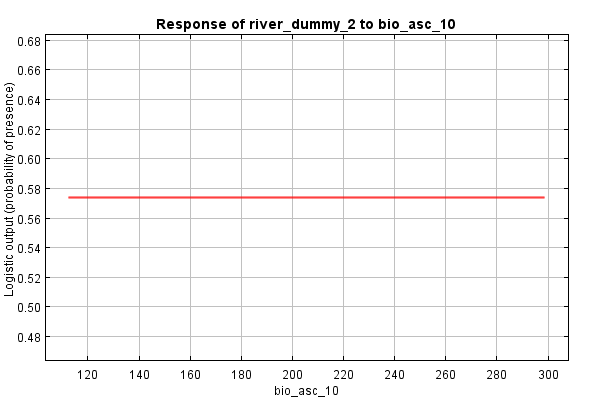 Response of river_dummy_2 to bio_asc_10
Logistic output (probability of presence)
0.68
0.66
0.64
0.62
0.60
0.58
0.56
0.54
0.52
0.50
0.48
120 140 160 180 200 220 240 260 280 300
bio_asc_10